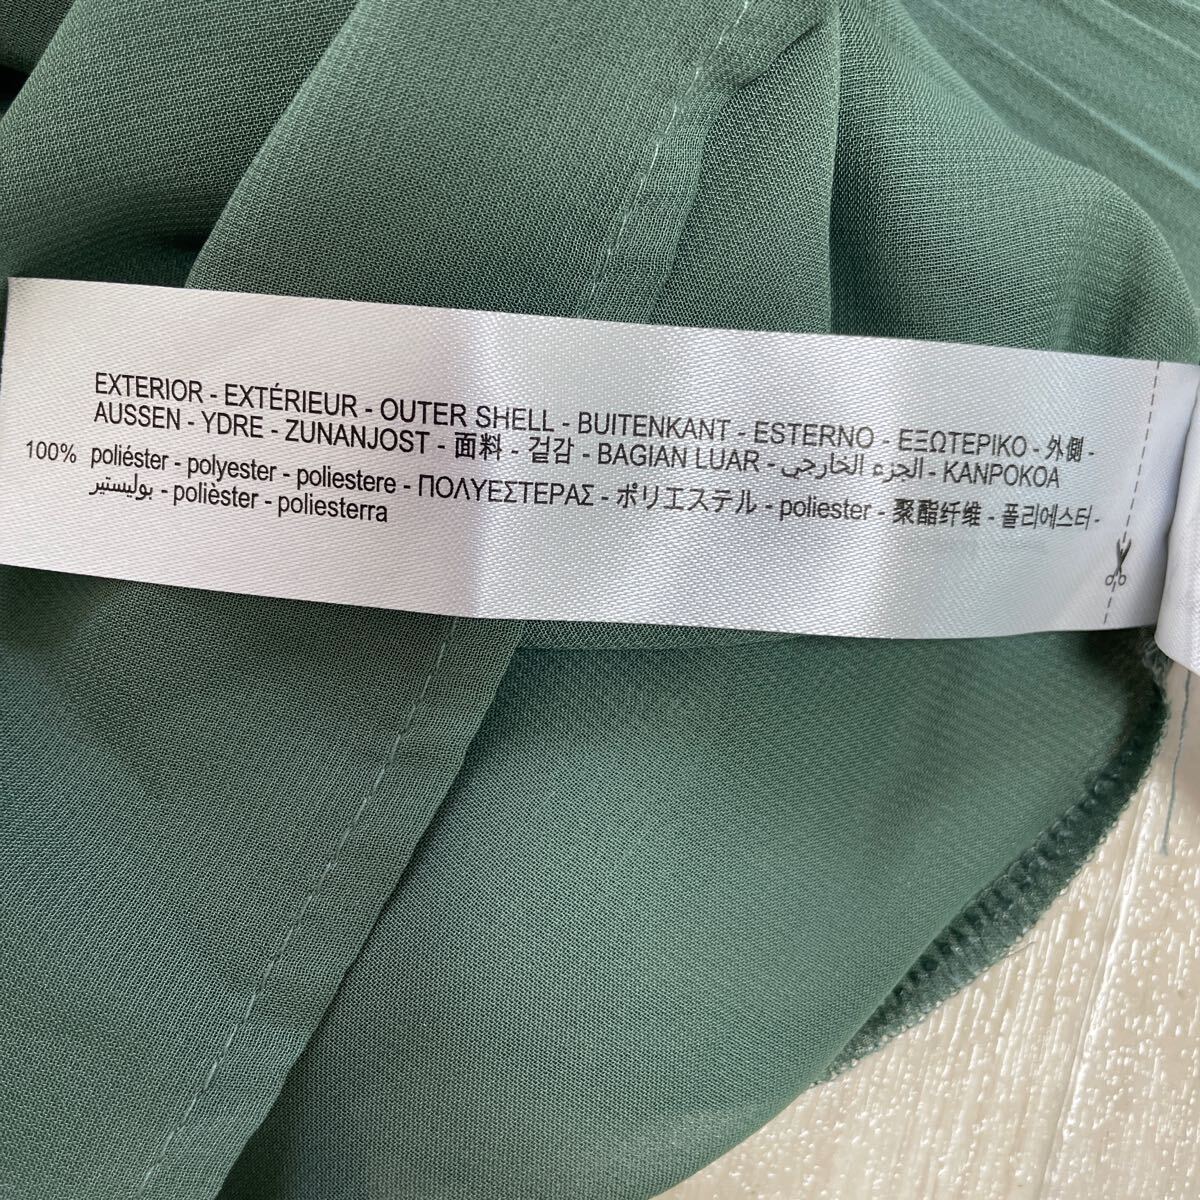 EXTERIOR - EXTÉRIEUR - OUTER SHELL - BUITENKANT - ESTERNO - ΕΞΩΤΕΡΙΚΟ - 外側 -
AUSSEN - YDRE - ZUNANJOST - 面料 - 겉감 - BAGIAN LUAR - الجزء الخارجي - KANPOKOA
100% poliéster - polyester - poliestere - ΠΟΛΥΕΣΤΕΡΑΣ - ポリエステル - poliester - 聚酯纤维 - 폴리에스터 -
بوليستير - polièster - poliesterra